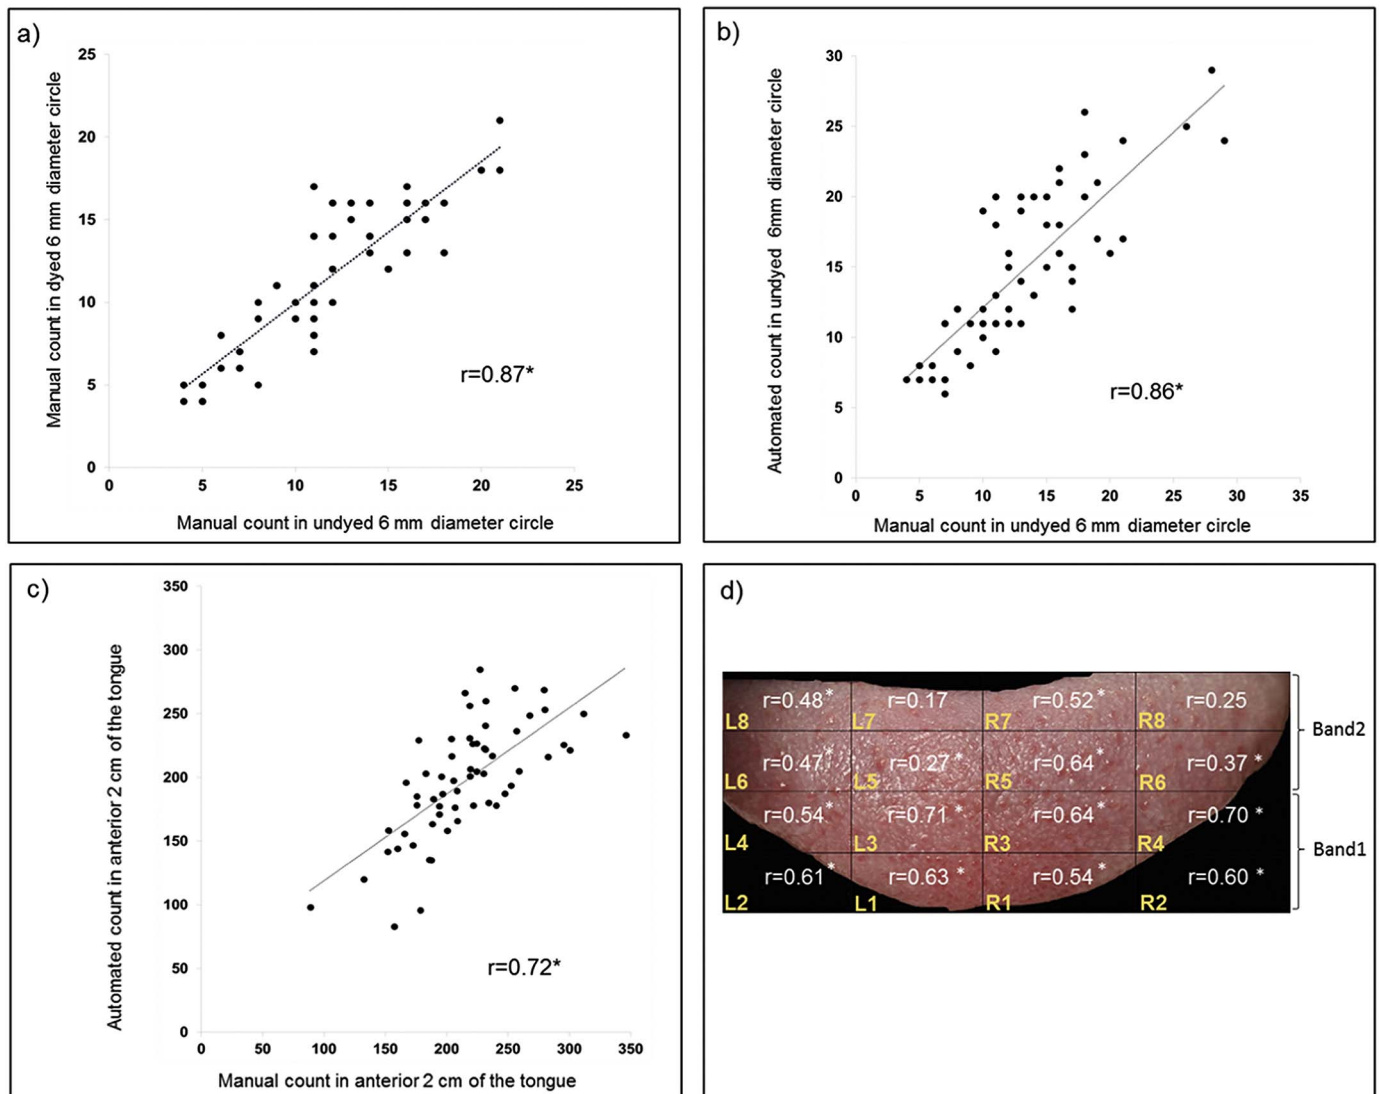 a)
Manual count in dyed 6 mm diameter circle
25
20
15
10
5
0
0 5 10 15 20 25
r=0.87*
Manual count in undyed 6 mm diameter circle
b)
Automated count in undyed 6mm diameter circle
30
25
20
15
10
5
0
0 5 10 15 20 25 30 35
r=0.86*
Manual count in undyed 6 mm diameter circle
c)
Automated count in anterior 2 cm of the tongue
350
300
250
200
150
100
50
0
0 50 100 150 200 250 300 350
r=0.72*
Manual count in anterior 2 cm of the tongue
d)
r=0.48* r=0.17 r=0.52* r=0.25
L8 L7 R7 R8
Band2
r=0.47* r=0.27* r=0.64* r=0.37*
L6 L5 R5 R6
r=0.54* r=0.71* r=0.64* r=0.70*
L4 L3 R3 R4
Band1
r=0.61* r=0.63* r=0.54* r=0.60*
L2 L1 R1 R2